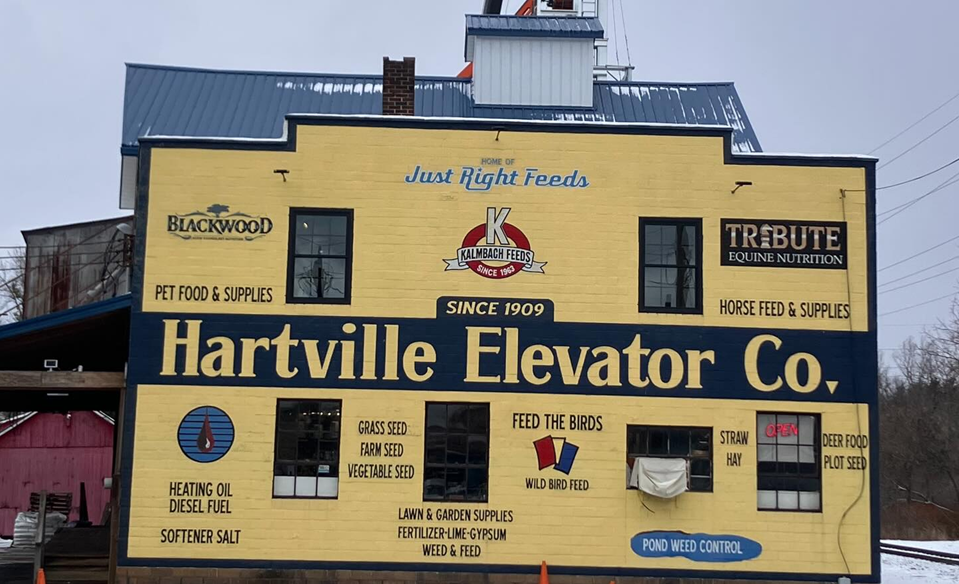 HOME OF
Just Right Feeds
BLACKWOOD
K
KALMBACH FEEDS
SINCE 1963
TRIBUTE
EQUINE NUTRITION
PET FOOD & SUPPLIES
HORSE FEED & SUPPLIES
SINCE 1909
Hartville Elevator Co.
GRASS SEED
FARM SEED
VEGETABLE SEED
FEED THE BIRDS
WILD BIRD FEED
STRAW
HAY
OPEN
DEER FOOD
PLOT SEED
HEATING OIL
DIESEL FUEL
SOFTENER SALT
LAWN & GARDEN SUPPLIES
FERTILIZER-LIME-GYPSUM
WEED & FEED
POND WEED CONTROL